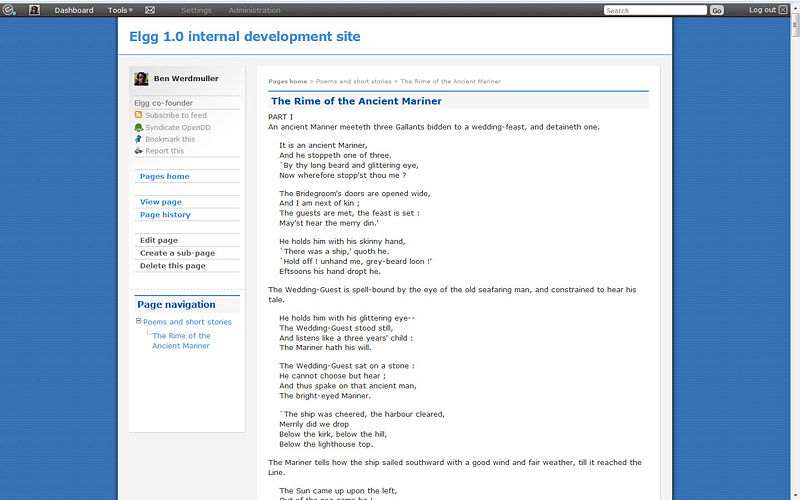 Dashboard Tools Settings Administration Search Go Log out
Elgg 1.0 internal development site
Ben Werdmuller
Elgg co-founder
Subscribe to feed
Syndicate OpenDD
Bookmark this
Report this
Pages home
View page
Page history
Edit page
Create a sub-page
Delete this page
Page navigation
Poems and short stories
The Rime of the
Ancient Mariner
Pages home > Poems and short stories > The Rime of the Ancient Mariner
The Rime of the Ancient Mariner
PART I
An ancient Mariner meeteth three Gallants bidden to a wedding-feast, and detaineth one.
It is an ancient Mariner,
And he stoppeth one of three.
`By thy long beard and glittering eye,
Now wherefore stopp'st thou me ?
The Bridegroom's doors are opened wide,
And I am next of kin ;
The guests are met, the feast is set :
May'st hear the merry din.'
He holds him with his skinny hand,
`There was a ship,' quoth he.
`Hold off ! unhand me, grey-beard loon !'
Eftsoons his hand dropt he.
The Wedding-Guest is spell-bound by the eye of the old seafaring man, and constrained to hear his
tale.
He holds him with his glittering eye--
The Wedding-Guest stood still,
And listens like a three years' child :
The Mariner hath his will.
The Wedding-Guest sat on a stone :
He cannot choose but hear ;
And thus spake on that ancient man,
The bright-eyed Mariner.
`The ship was cheered, the harbour cleared,
Merrily did we drop
Below the kirk, below the hill,
Below the lighthouse top.
The Mariner tells how the ship sailed southward with a good wind and fair weather, till it reached the
Line.
The Sun came up upon the left,
Out of the sea came he !